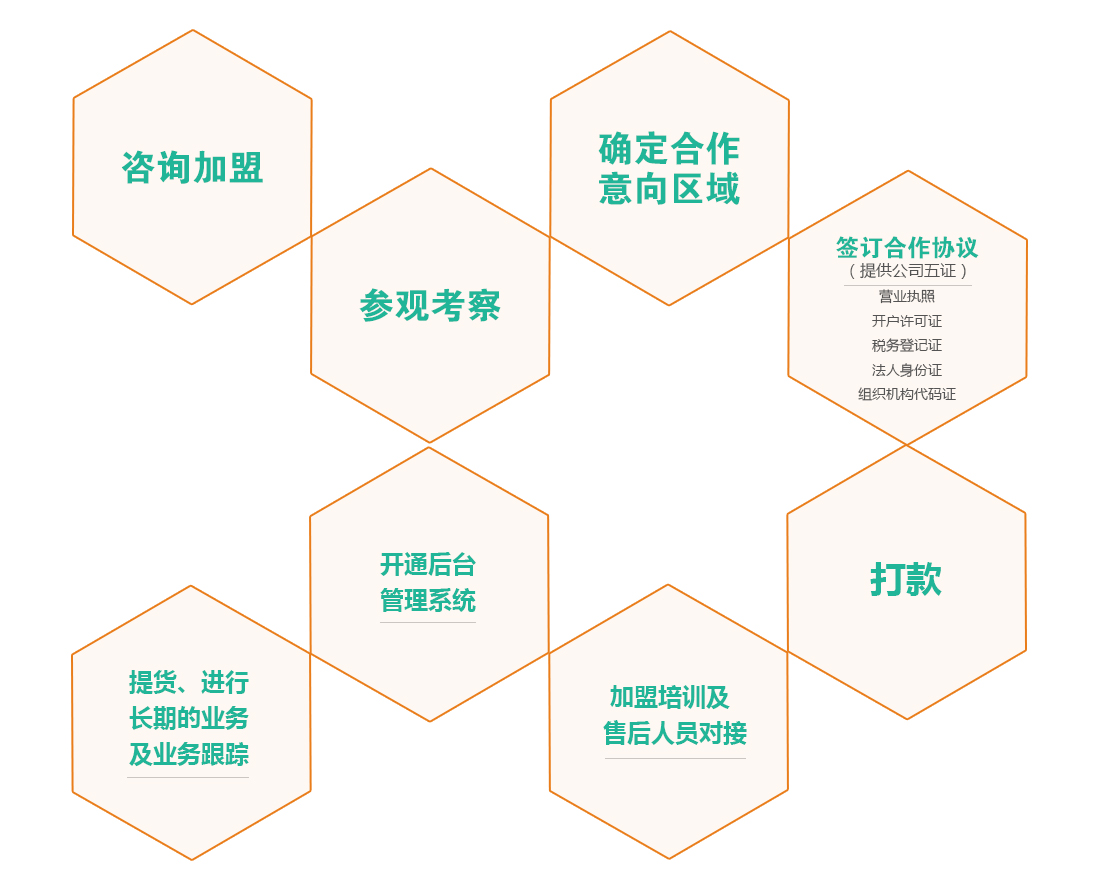 咨询加盟
参观考察
确定合作
意向区域
签订合作协议
（提供公司五证）
营业执照
开户许可证
税务登记证
法人身份证
组织机构代码证
打款
加盟培训及
售后人员对接
开通后台
管理系统
提货、进行
长期的业务
及业务跟踪